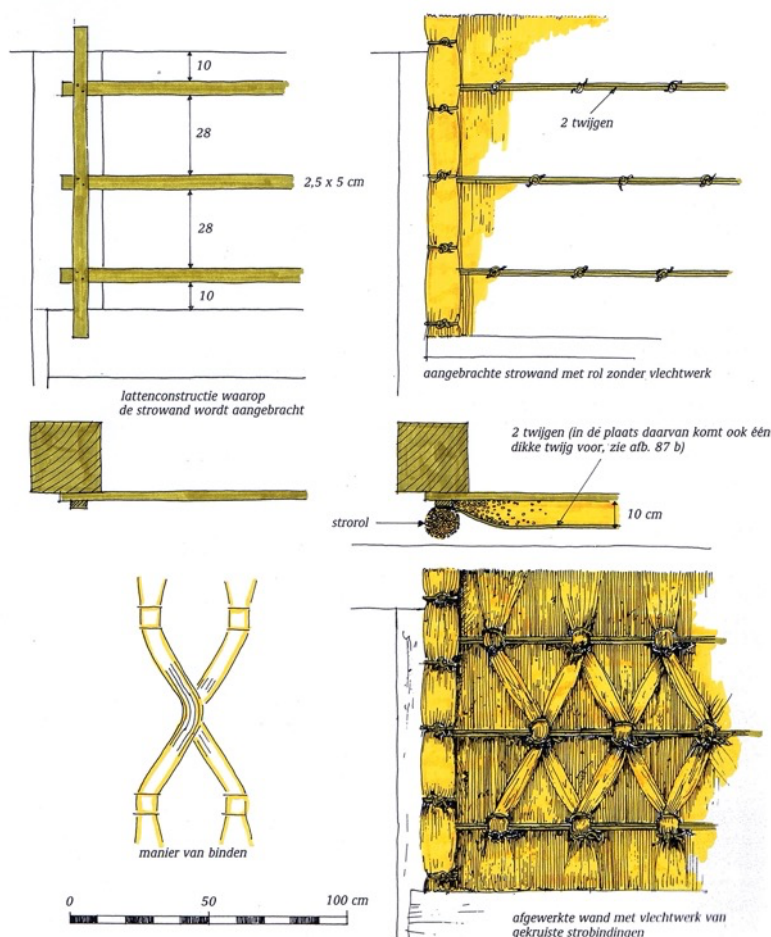 10
28
2,5 x 5 cm
28
10
lattenconstructie waarop
de strowand wordt aangebracht
2 twijgen
aangebrachte strowand met rol zonder vlechtwerk
2 twijgen (in de plaats daarvan komt ook één
dikke twijg voor, zie afb. 87 b)
strorol
10 cm
manier van binden
0 50 100 cm
afgewerkte wand met vlechtwerk van
gekruiste strobindingen